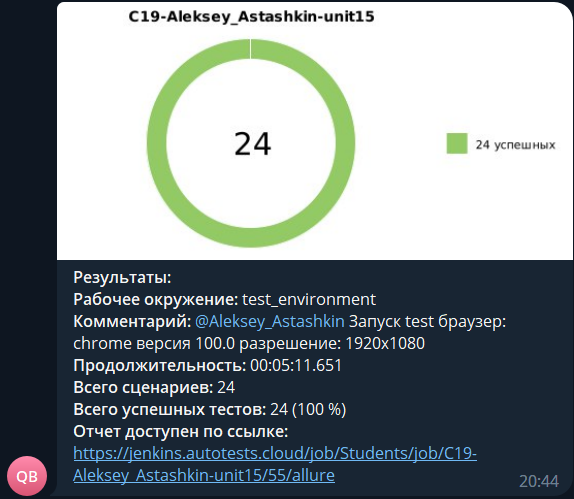 C19-Aleksey_Astashkin-unit15
24
24 успешных
Результаты:
Рабочее окружение: test_environment
Комментарий: @Aleksey_Astashkin Запуск test браузер:
chrome версия 100.0 разрешение: 1920x1080
Продолжительность: 00:05:11.651
Всего сценариев: 24
Всего успешных тестов: 24 (100 %)
Отчет доступен по ссылке:
https://jenkins.autotests.cloud/job/Students/job/C19-
Aleksey_Astashkin-unit15/55/allure
QB
20:44